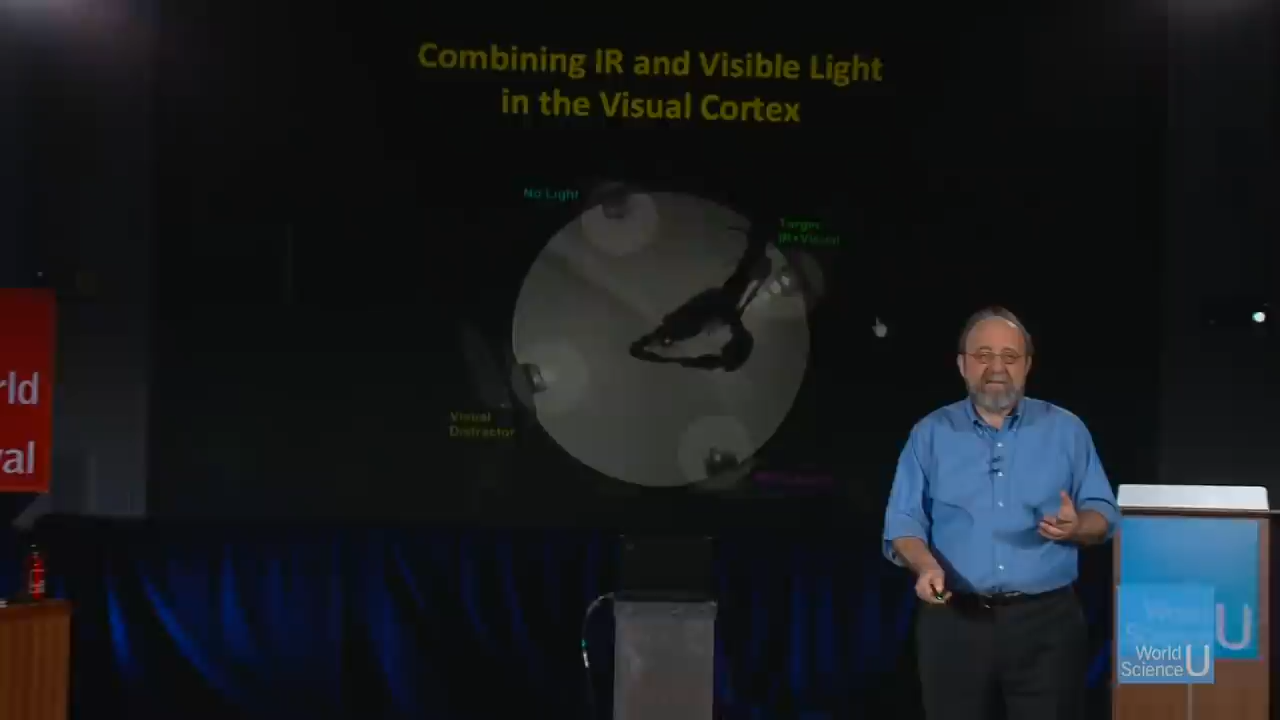 Combining IR and Visible Light
in the Visual Cortex
No Light
Target
IR+Visual
Visual
Distractor
rld
val
U
World
Science U